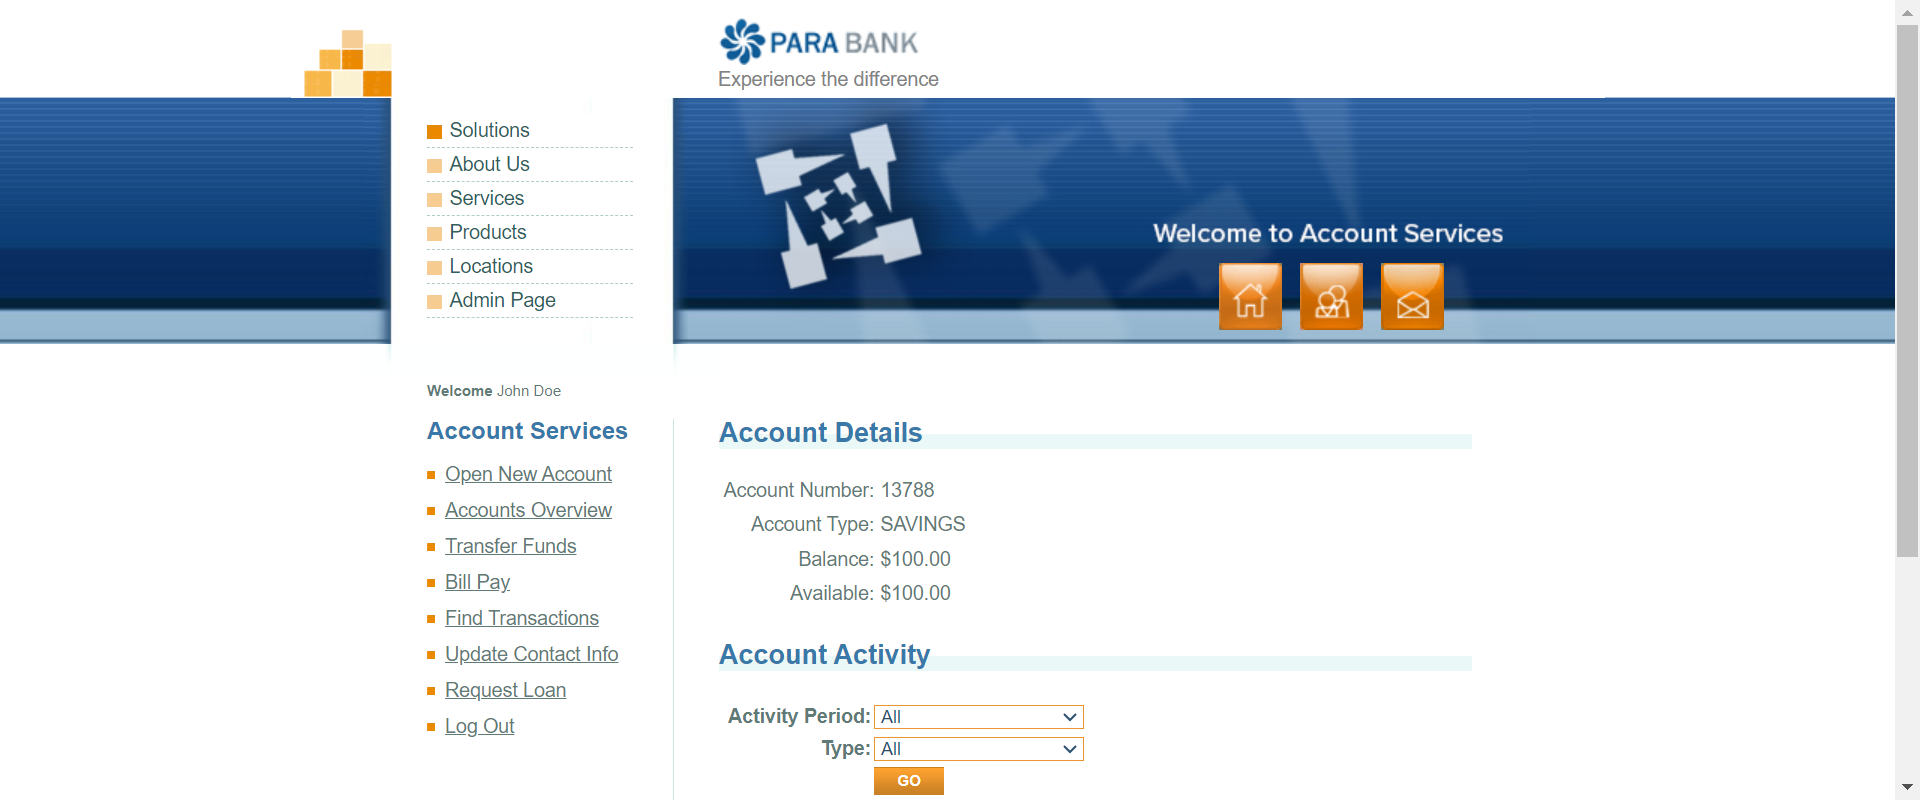 PARA BANK
Experience the difference
Solutions
About Us
Services
Products
Locations
Admin Page
Welcome to Account Services
Welcome John Doe
Account Services
Open New Account
Accounts Overview
Transfer Funds
Bill Pay
Find Transactions
Update Contact Info
Request Loan
Log Out
Account Details
Account Number: 13788
Account Type: SAVINGS
Balance: $100.00
Available: $100.00
Account Activity
Activity Period: All
Type: All
GO